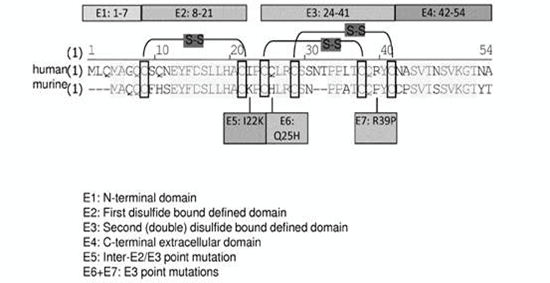 E1: 1-7 E2: 8-21 E3: 24-41 E4: 42-54
S-S S-S S-S
(1) 1 10 20 30 40 54
human(1) MLQMAGQCSQNEYFDSLLHACIPCQLRCSSNTPPLTCQRYCNASVTNSVKGTNA
murine(1) ---MAQQCFHSEYFDSLLHACKPCHLRCSN--PPATCQPYCDPSVTSSVKGTYT
E5: I22K E6: Q25H E7: R39P
E1: N-terminal domain
E2: First disulfide bound defined domain
E3: Second (double) disulfide bound defined domain
E4: C-terminal extracellular domain
E5: Inter-E2/E3 point mutation
E6+E7: E3 point mutations